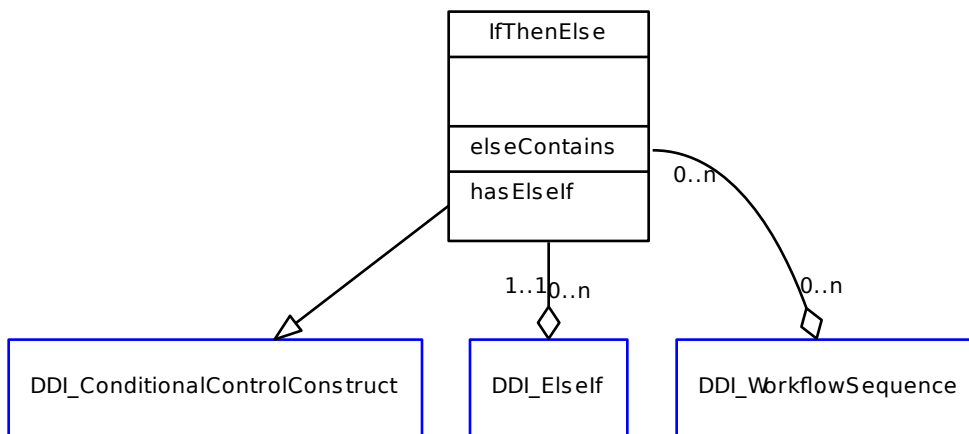 IfThenElse
elseContains
0..n
hasElseIf
1..1
0..n
0..n
DDI_ConditionalControlConstruct
DDI_ElseIf
DDI_WorkflowSequence